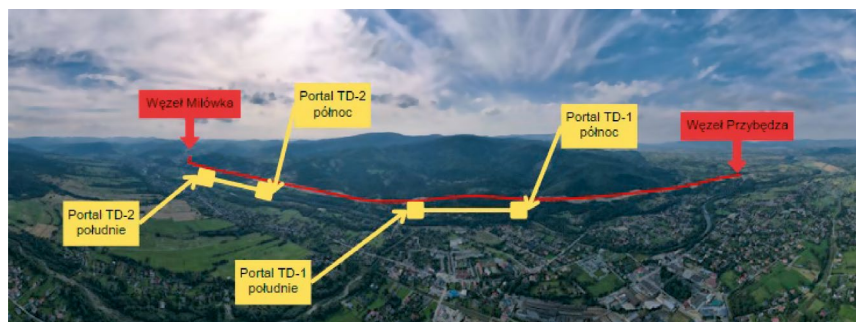 Węzeł Milówka
Portal TD-2
północ
Portal TD-1
północ
Węzeł Przybędza
Portal TD-2
południe
Portal TD-1
południe